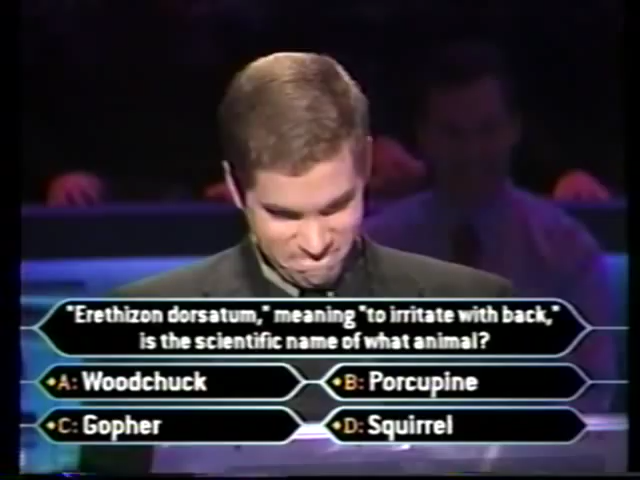 "Erethizon dorsatum," meaning "to irritate with back,"
is the scientific name of what animal?
A: Woodchuck
B: Porcupine
C: Gopher
D: Squirrel